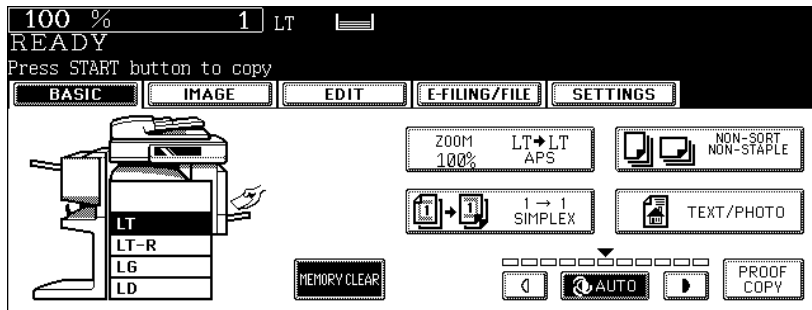 100 % 1 LT
READY
Press START button to copy
BASIC IMAGE EDIT E-FILING/FILE SETTINGS
ZOOM LT→LT
100% APS
NON-SORT
NON-STAPLE
1 1 1 → 1
SIMPLEX
TEXT/PHOTO
LT
LT-R
LG
LD
MEMORY CLEAR
AUTO
PROOF
COPY